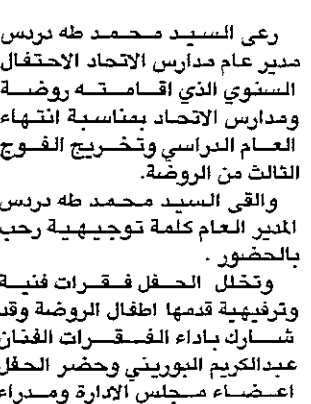 رعى السيد محمد طه دردس
مدير عام مدارس الاتحاد الاحتفال
السنوي الذي اقامته روضة
ومدارس الاتحاد بمناسبة انتهاء
العام الدراسي وتخريج الفوج
الثالث من الروضة.
والقى السيد محمد طه دردس
المدير العام كلمة توجيهية رحب
بالحضور .
وتخلل الحفل فقرات فنية
وترفيهية قدمها اطفال الروضة وقد
شارك باداء الفقرات الفنان
عبدالكريم البوريني وحضر الحفل
اعضاء مجلس الادارة ومدراء